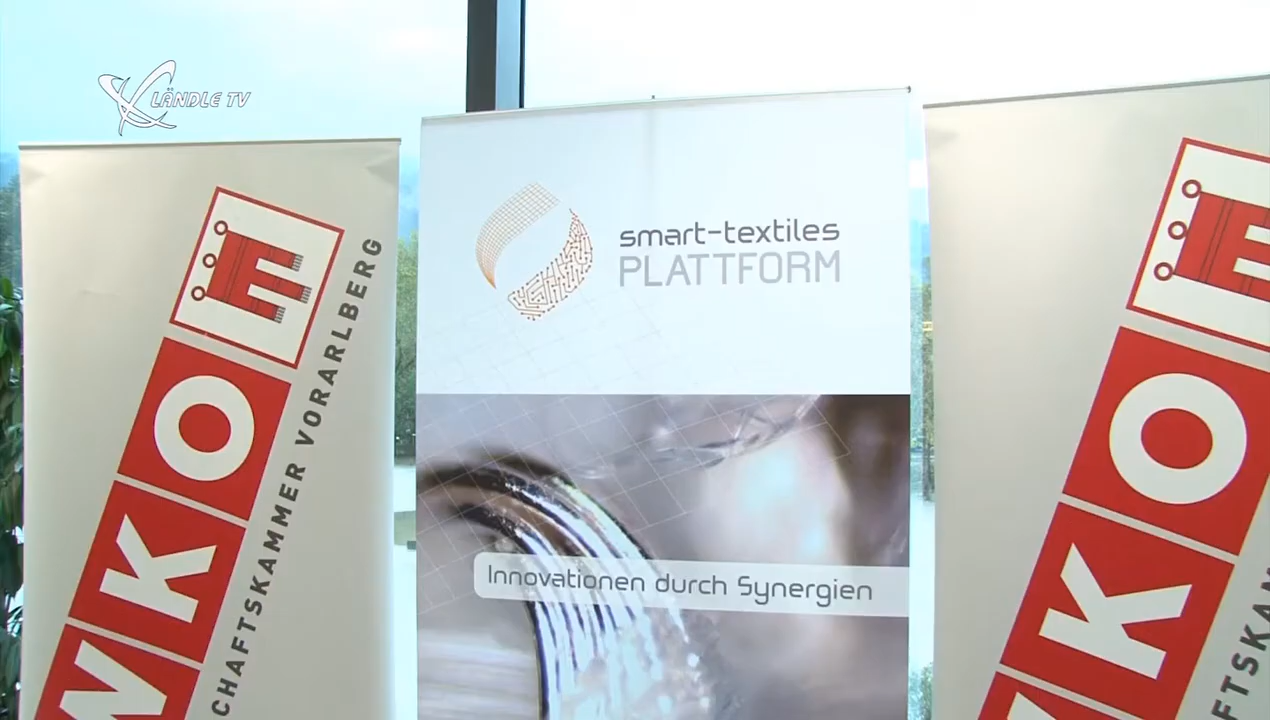 LÄNDLE TV
WKO
CHAFTSKAMMER VORARLBERG
smart-textiles
PLATTFORM
Innovationen durch Synergien
KO
FTSKAM